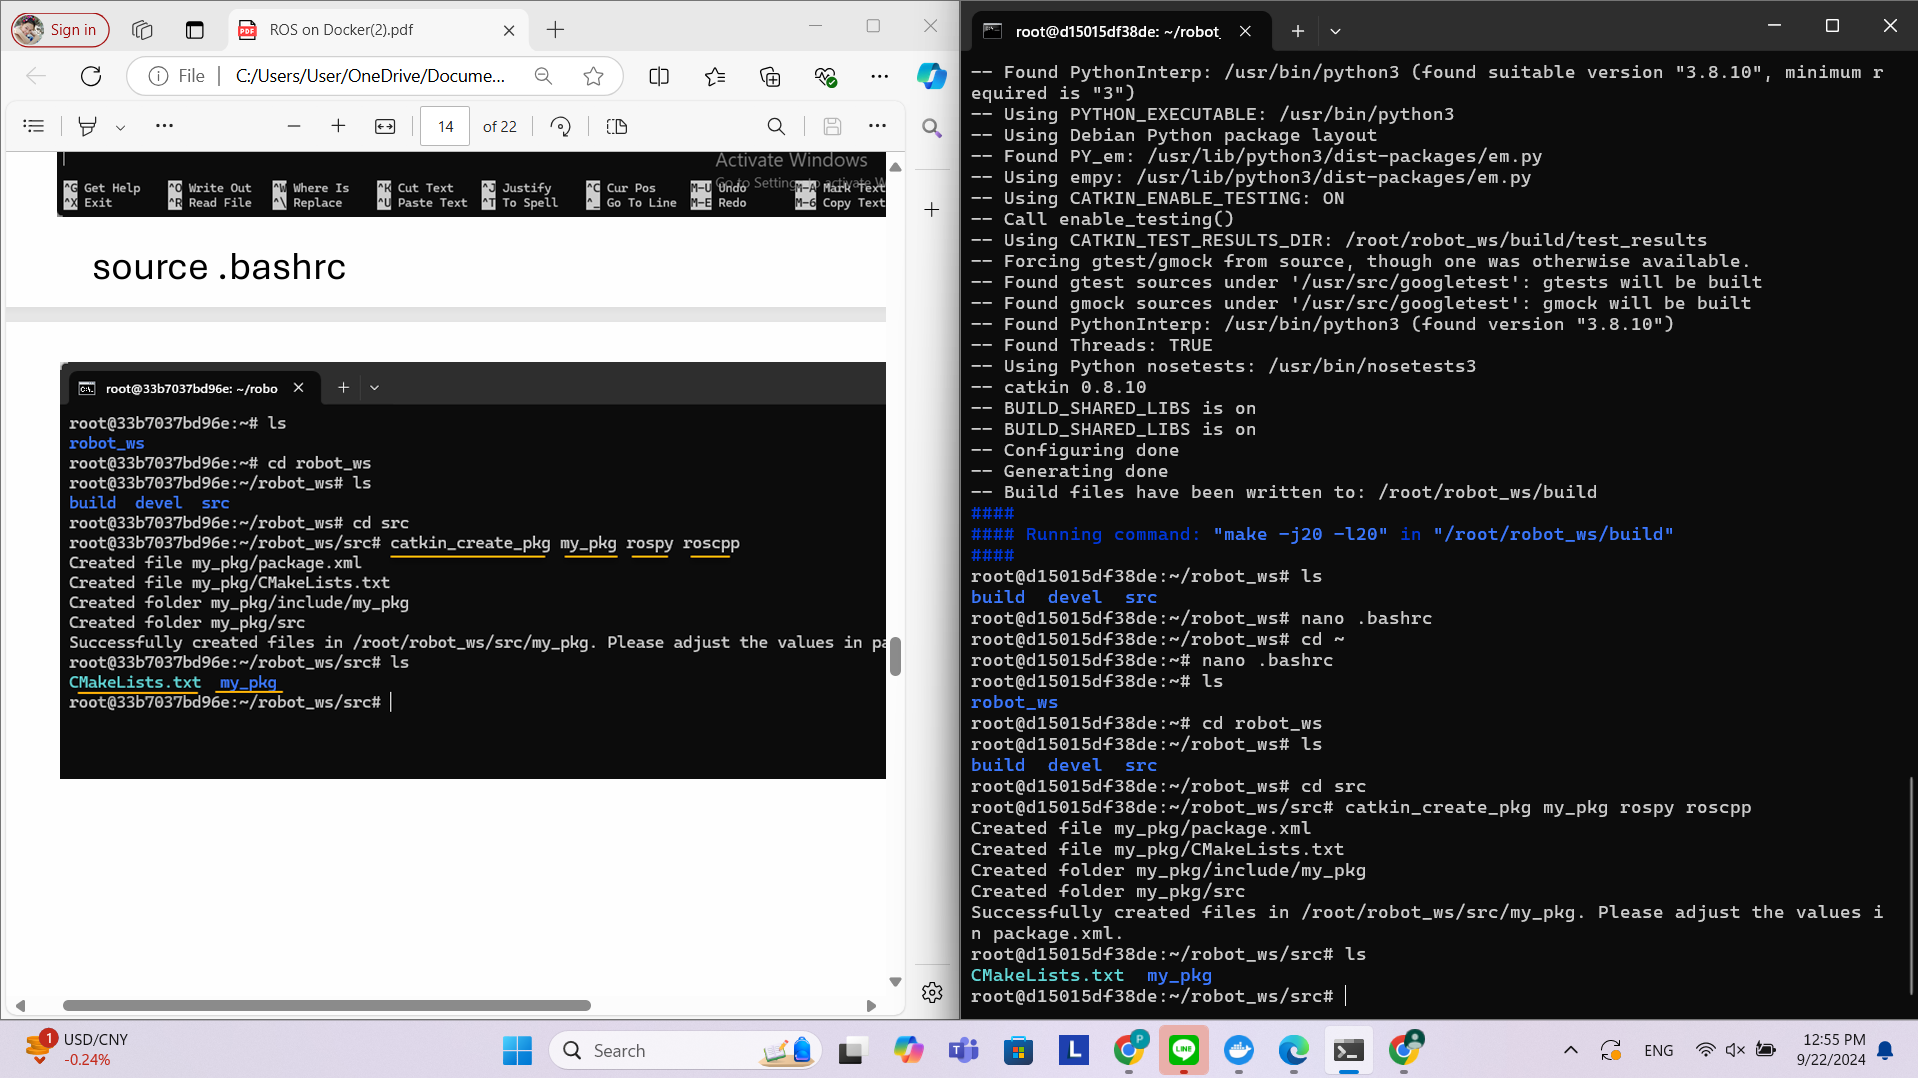 Sign in
ROS on Docker(2).pdf
File
C:/Users/User/OneDrive/Docume...
14 of 22
Activate Windows
Go to Settings to activate W
^G Get Help ^O Write Out ^W Where Is ^K Cut Text ^J Justify ^C Cur Pos M-U Undo M-A Mark Text
^X Exit ^R Read File ^\ Replace ^U Paste Text ^T To Spell ^_ Go To Line M-E Redo M-6 Copy Text
source .bashrc
root@33b7037bd96e: ~/robo
root@33b7037bd96e:~# ls
robot_ws
root@33b7037bd96e:~# cd robot_ws
root@33b7037bd96e:~/robot_ws# ls
build devel src
root@33b7037bd96e:~/robot_ws# cd src
root@33b7037bd96e:~/robot_ws/src# catkin_create_pkg my_pkg rospy roscpp
Created file my_pkg/package.xml
Created file my_pkg/CMakeLists.txt
Created folder my_pkg/include/my_pkg
Created folder my_pkg/src
Successfully created files in /root/robot_ws/src/my_pkg. Please adjust the values in pa
root@33b7037bd96e:~/robot_ws/src# ls
CMakeLists.txt my_pkg
root@33b7037bd96e:~/robot_ws/src#
root@d15015df38de: ~/robot_
-- Found PythonInterp: /usr/bin/python3 (found suitable version "3.8.10", minimum r
equired is "3")
-- Using PYTHON_EXECUTABLE: /usr/bin/python3
-- Using Debian Python package layout
-- Found PY_em: /usr/lib/python3/dist-packages/em.py
-- Using empy: /usr/lib/python3/dist-packages/em.py
-- Using CATKIN_ENABLE_TESTING: ON
-- Call enable_testing()
-- Using CATKIN_TEST_RESULTS_DIR: /root/robot_ws/build/test_results
-- Forcing gtest/gmock from source, though one was otherwise available.
-- Found gtest sources under '/usr/src/googletest': gtests will be built
-- Found gmock sources under '/usr/src/googletest': gmock will be built
-- Found PythonInterp: /usr/bin/python3 (found version "3.8.10")
-- Found Threads: TRUE
-- Using Python nosetests: /usr/bin/nosetests3
-- catkin 0.8.10
-- BUILD_SHARED_LIBS is on
-- BUILD_SHARED_LIBS is on
-- Configuring done
-- Generating done
-- Build files have been written to: /root/robot_ws/build
####
#### Running command: "make -j20 -l20" in "/root/robot_ws/build"
####
root@d15015df38de:~/robot_ws# ls
build devel src
root@d15015df38de:~/robot_ws# nano .bashrc
root@d15015df38de:~/robot_ws# cd ~
root@d15015df38de:~# nano .bashrc
root@d15015df38de:~# ls
robot_ws
root@d15015df38de:~# cd robot_ws
root@d15015df38de:~/robot_ws# ls
build devel src
root@d15015df38de:~/robot_ws# cd src
root@d15015df38de:~/robot_ws/src# catkin_create_pkg my_pkg rospy roscpp
Created file my_pkg/package.xml
Created file my_pkg/CMakeLists.txt
Created folder my_pkg/include/my_pkg
Created folder my_pkg/src
Successfully created files in /root/robot_ws/src/my_pkg. Please adjust the values i
n package.xml.
root@d15015df38de:~/robot_ws/src# ls
CMakeLists.txt my_pkg
root@d15015df38de:~/robot_ws/src#
1
USD/CNY
-0.24%
Search
ENG
12:55 PM
9/22/2024